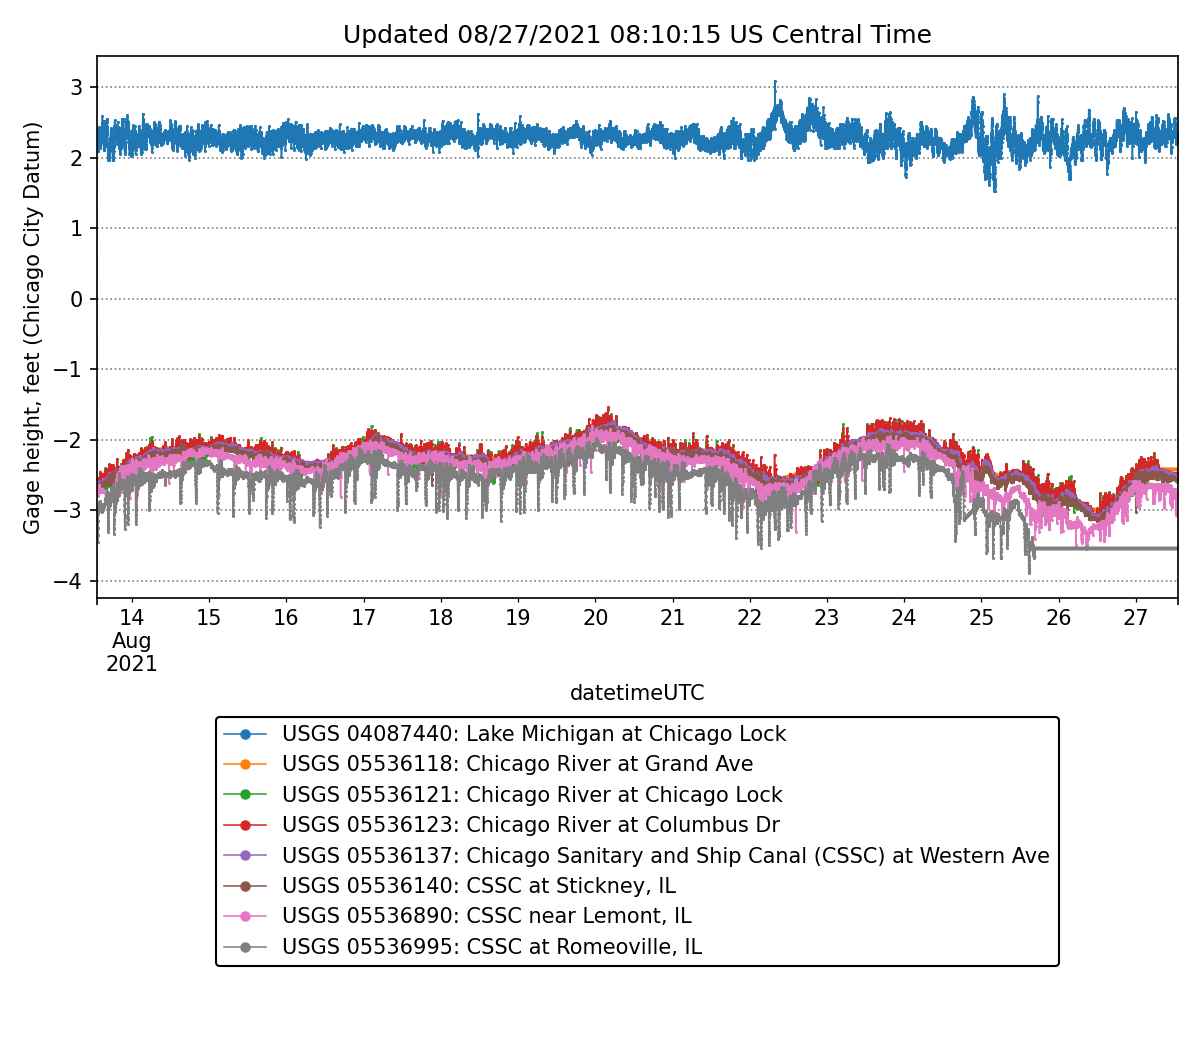 Updated 08/27/2021 08:10:15 US Central Time
Gage height, feet (Chicago City Datum)
3
2
1
0
−1
−2
−3
−4
14 15 16 17 18 19 20 21 22 23 24 25 26 27
Aug
2021
datetimeUTC
USGS 04087440: Lake Michigan at Chicago Lock
USGS 05536118: Chicago River at Grand Ave
USGS 05536121: Chicago River at Chicago Lock
USGS 05536123: Chicago River at Columbus Dr
USGS 05536137: Chicago Sanitary and Ship Canal (CSSC) at Western Ave
USGS 05536140: CSSC at Stickney, IL
USGS 05536890: CSSC near Lemont, IL
USGS 05536995: CSSC at Romeoville, IL